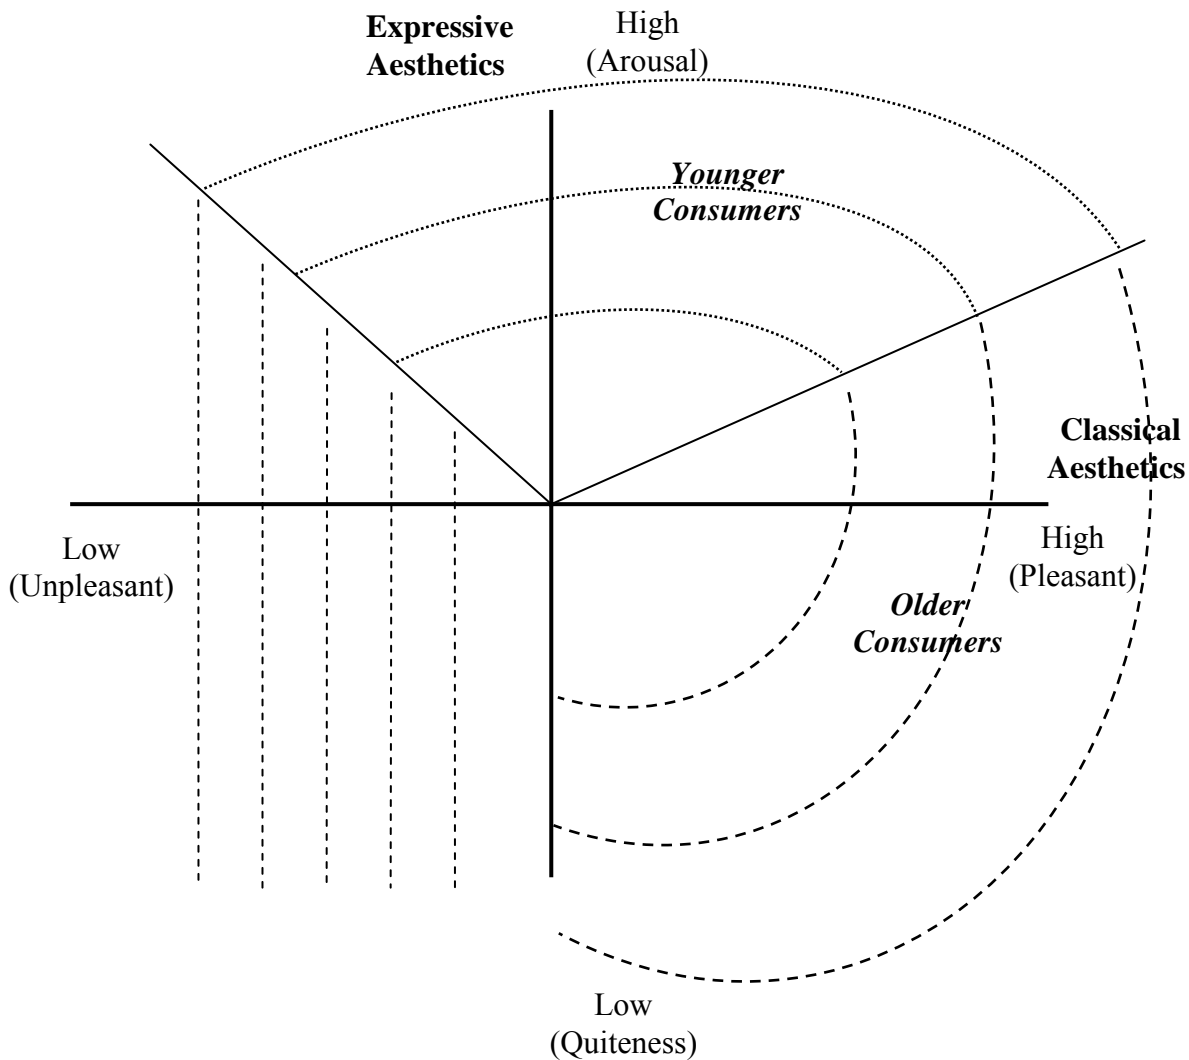 Expressive
Aesthetics
High
(Arousal)
Younger
Consumers
Classical
Aesthetics
Low
(Unpleasant)
High
(Pleasant)
Older
Consumers
Low
(Quiteness)